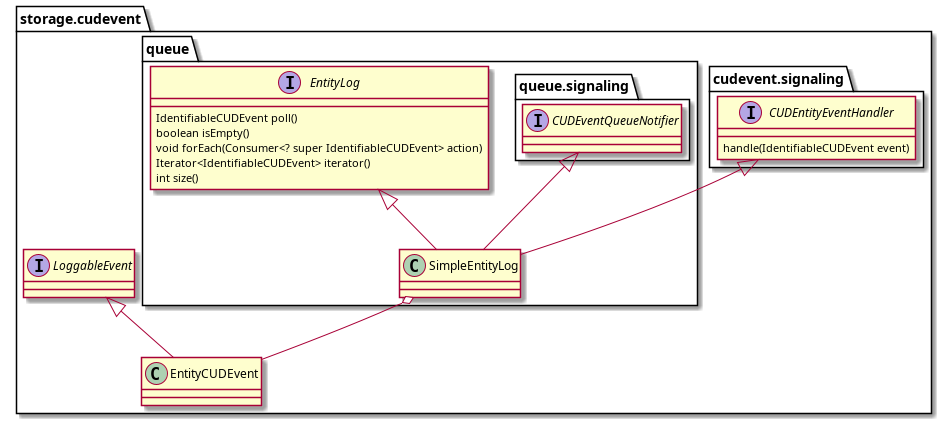 storage.cudevent
queue
I EntityLog
IdentifiableCUDEvent poll()
boolean isEmpty()
void forEach(Consumer<? super IdentifiableCUDEvent> action)
Iterator<IdentifiableCUDEvent> iterator()
int size()
queue.signaling
I CUDEventQueueNotifier
cudevent.signaling
I CUDEntityEventHandler
handle(IdentifiableCUDEvent event)
I LoggableEvent
C SimpleEntityLog
C EntityCUDEvent